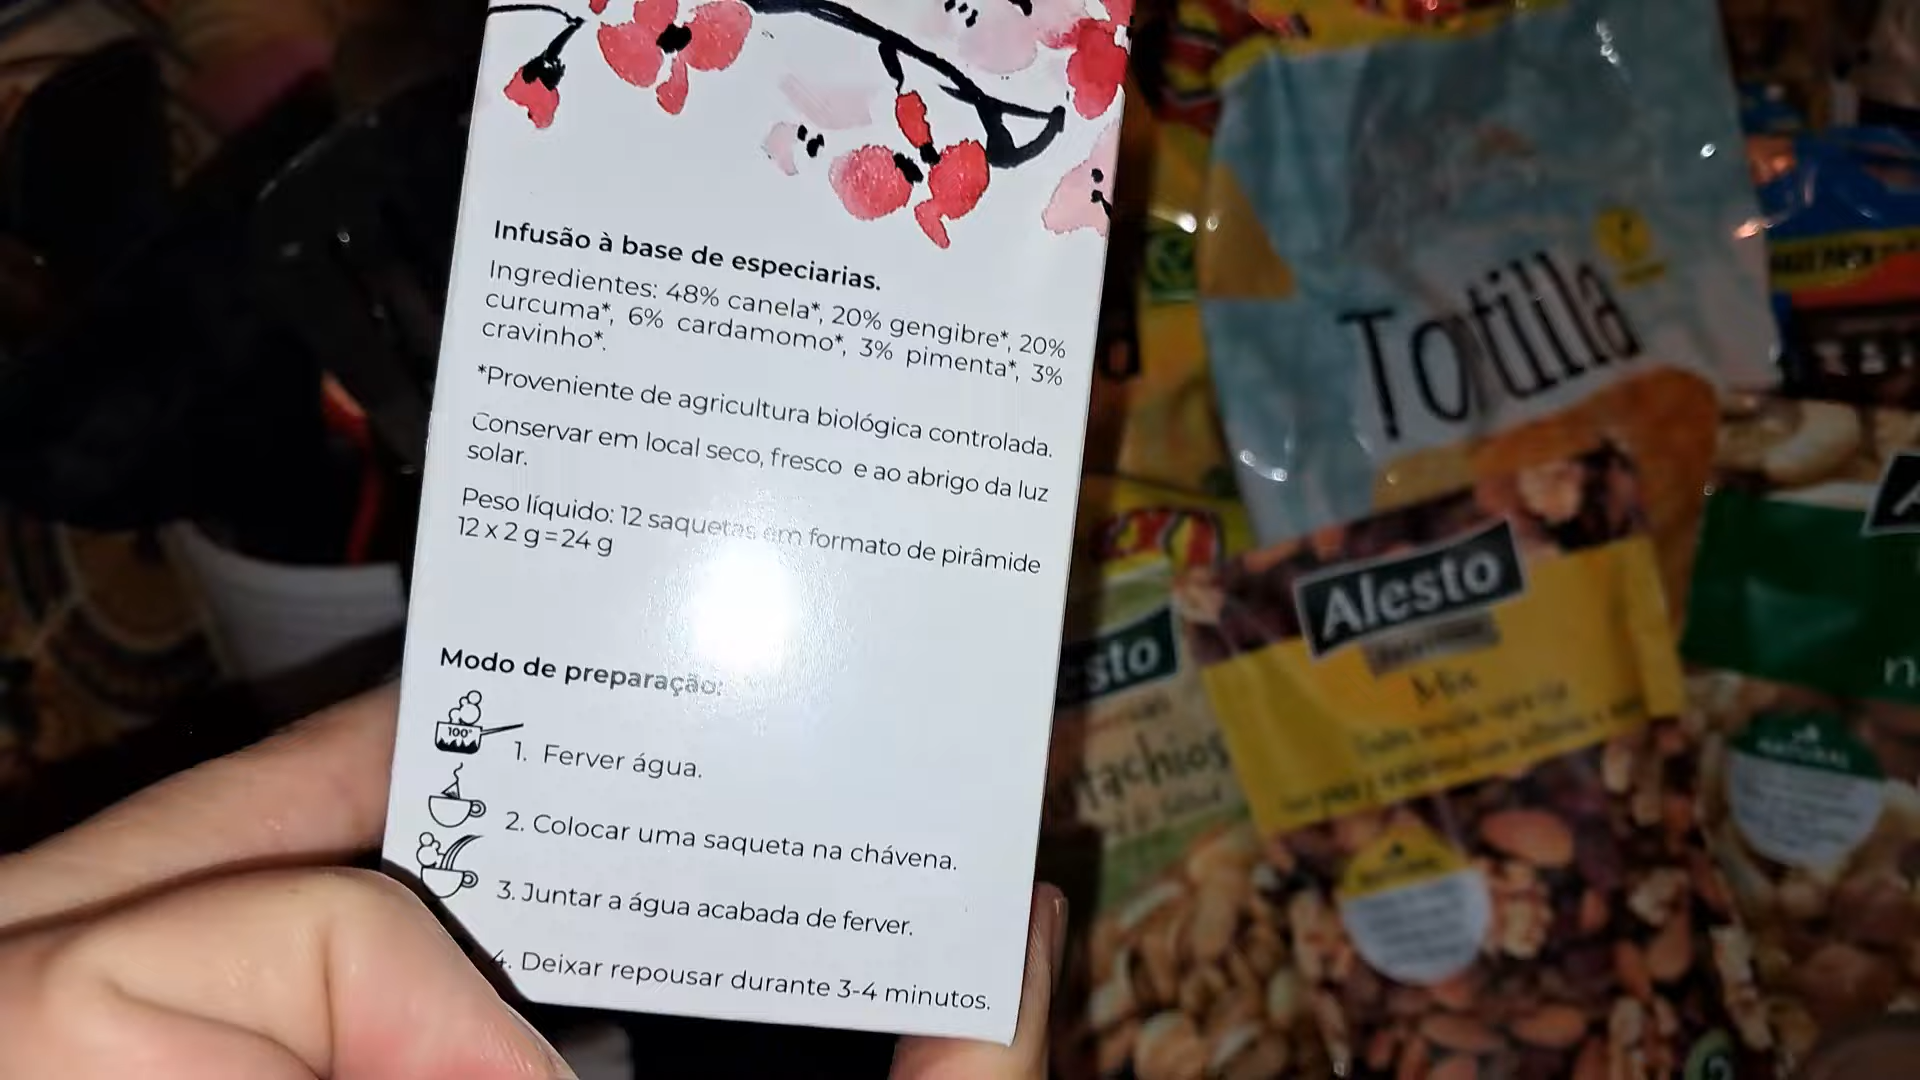 Infusão à base de especiarias.
Ingredientes: 48% canela*, 20% gengibre*, 20%
curcuma*, 6% cardamomo*, 3% pimenta*, 3%
cravinho*.
*Proveniente de agricultura biológica controlada.
Conservar em local seco, fresco e ao abrigo da luz
solar.
Peso líquido: 12 saquetas em formato de pirâmide
12 x 2 g = 24 g
Modo de preparação:
100°
1. Ferver água.
2. Colocar uma saqueta na chávena.
3. Juntar a água acabada de ferver.
4. Deixar repousar durante 3-4 minutos.
Tortilla
Alesto
Mix
sto
tachios
NATURAL